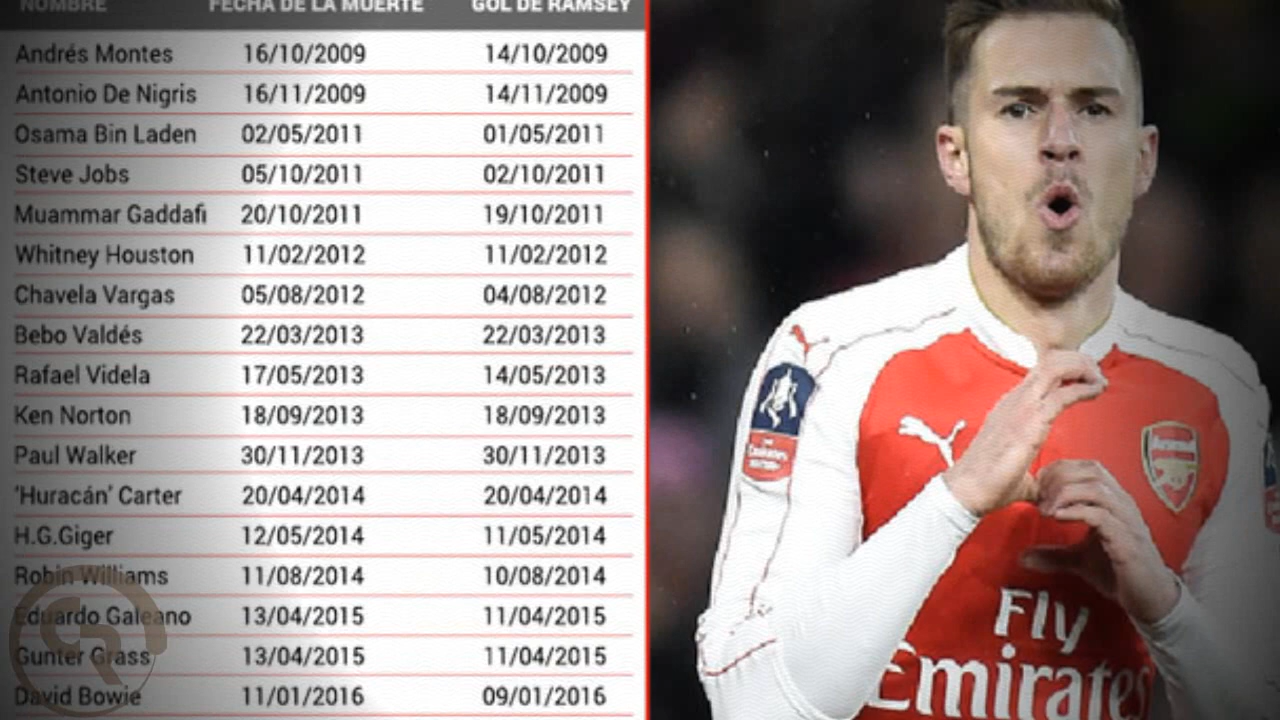 NOMBRE FECHA DE LA MUERTE GOL DE RAMSEY
Andrés Montes 16/10/2009 14/10/2009
Antonio De Nigris 16/11/2009 14/11/2009
Osama Bin Laden 02/05/2011 01/05/2011
Steve Jobs 05/10/2011 02/10/2011
Muammar Gaddafi 20/10/2011 19/10/2011
Whitney Houston 11/02/2012 11/02/2012
Chavela Vargas 05/08/2012 04/08/2012
Bebo Valdés 22/03/2013 22/03/2013
Rafael Videla 17/05/2013 14/05/2013
Ken Norton 18/09/2013 18/09/2013
Paul Walker 30/11/2013 30/11/2013
'Huracán' Carter 20/04/2014 20/04/2014
H.G.Giger 12/05/2014 11/05/2014
Robin Williams 11/08/2014 10/08/2014
Eduardo Galeano 13/04/2015 11/04/2015
Gunter Grass 13/04/2015 11/04/2015
David Bowie 11/01/2016 09/01/2016
Arsenal
Emirates
Fly
Emirates